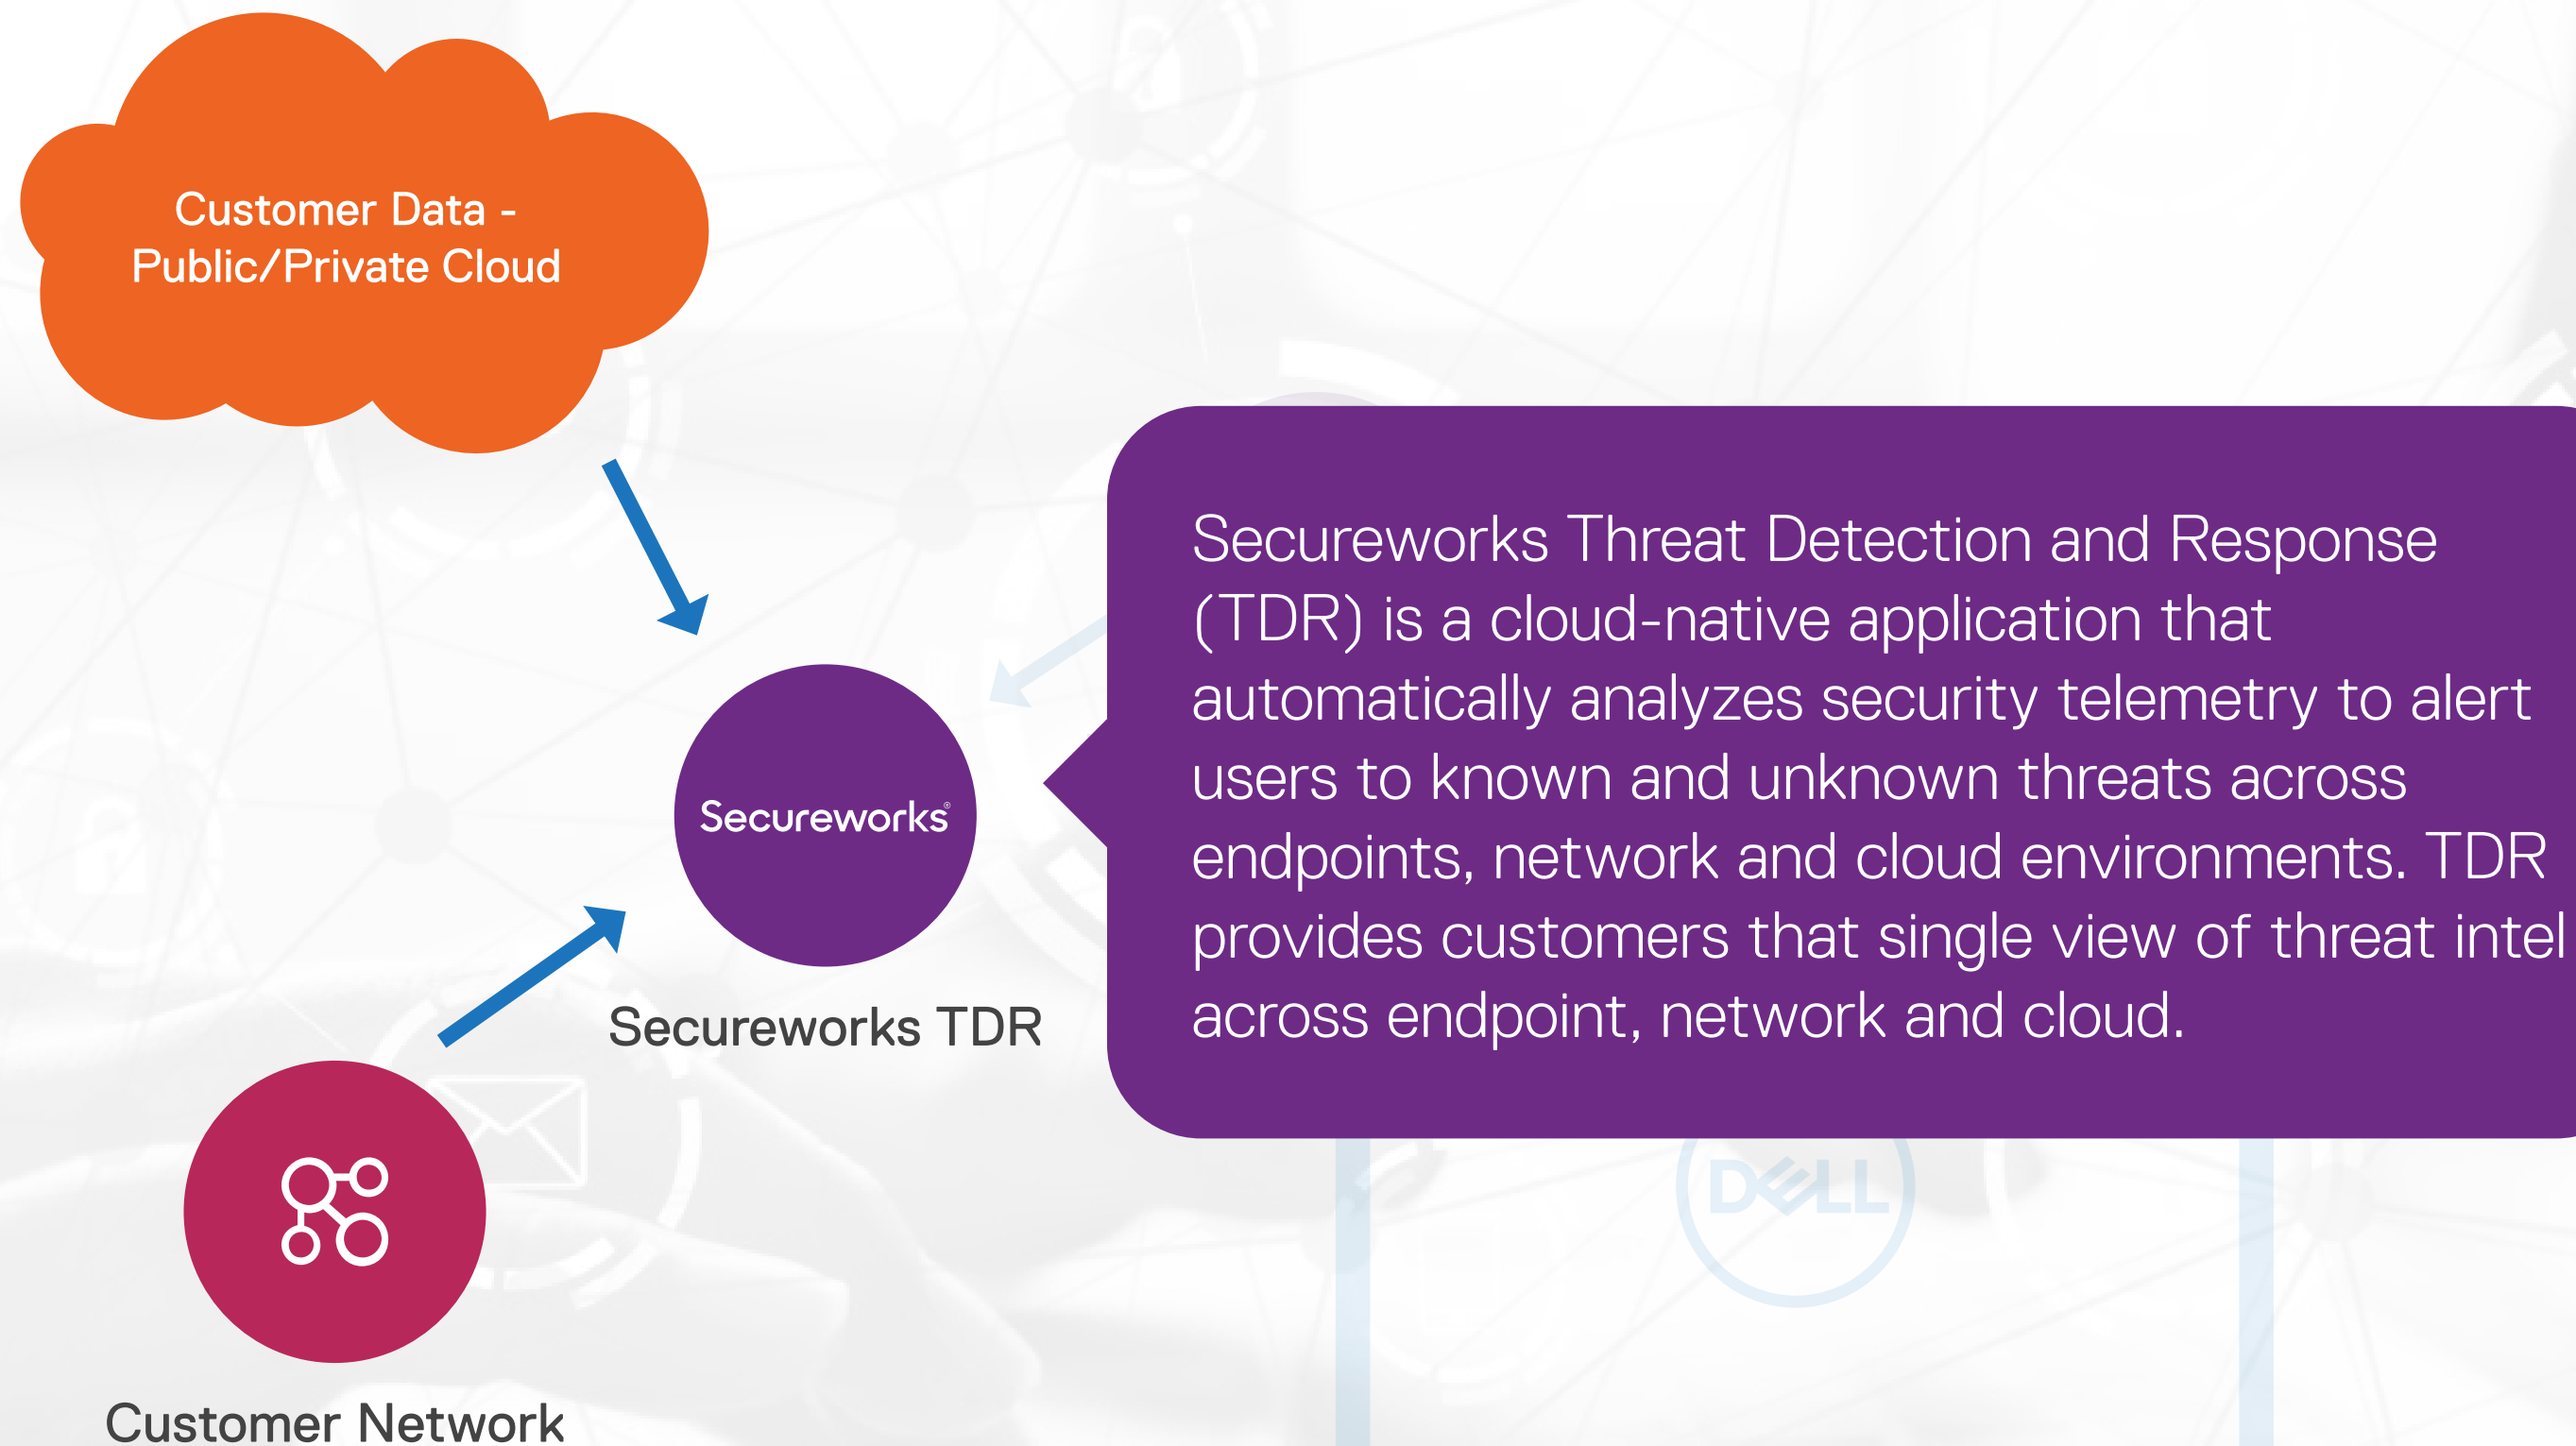 Customer Data -
Public/Private Cloud
Secureworks®
Secureworks TDR
Customer Network
Secureworks Threat Detection and Response
(TDR) is a cloud-native application that
automatically analyzes security telemetry to alert
users to known and unknown threats across
endpoints, network and cloud environments. TDR
provides customers that single view of threat intel
across endpoint, network and cloud.
DELL